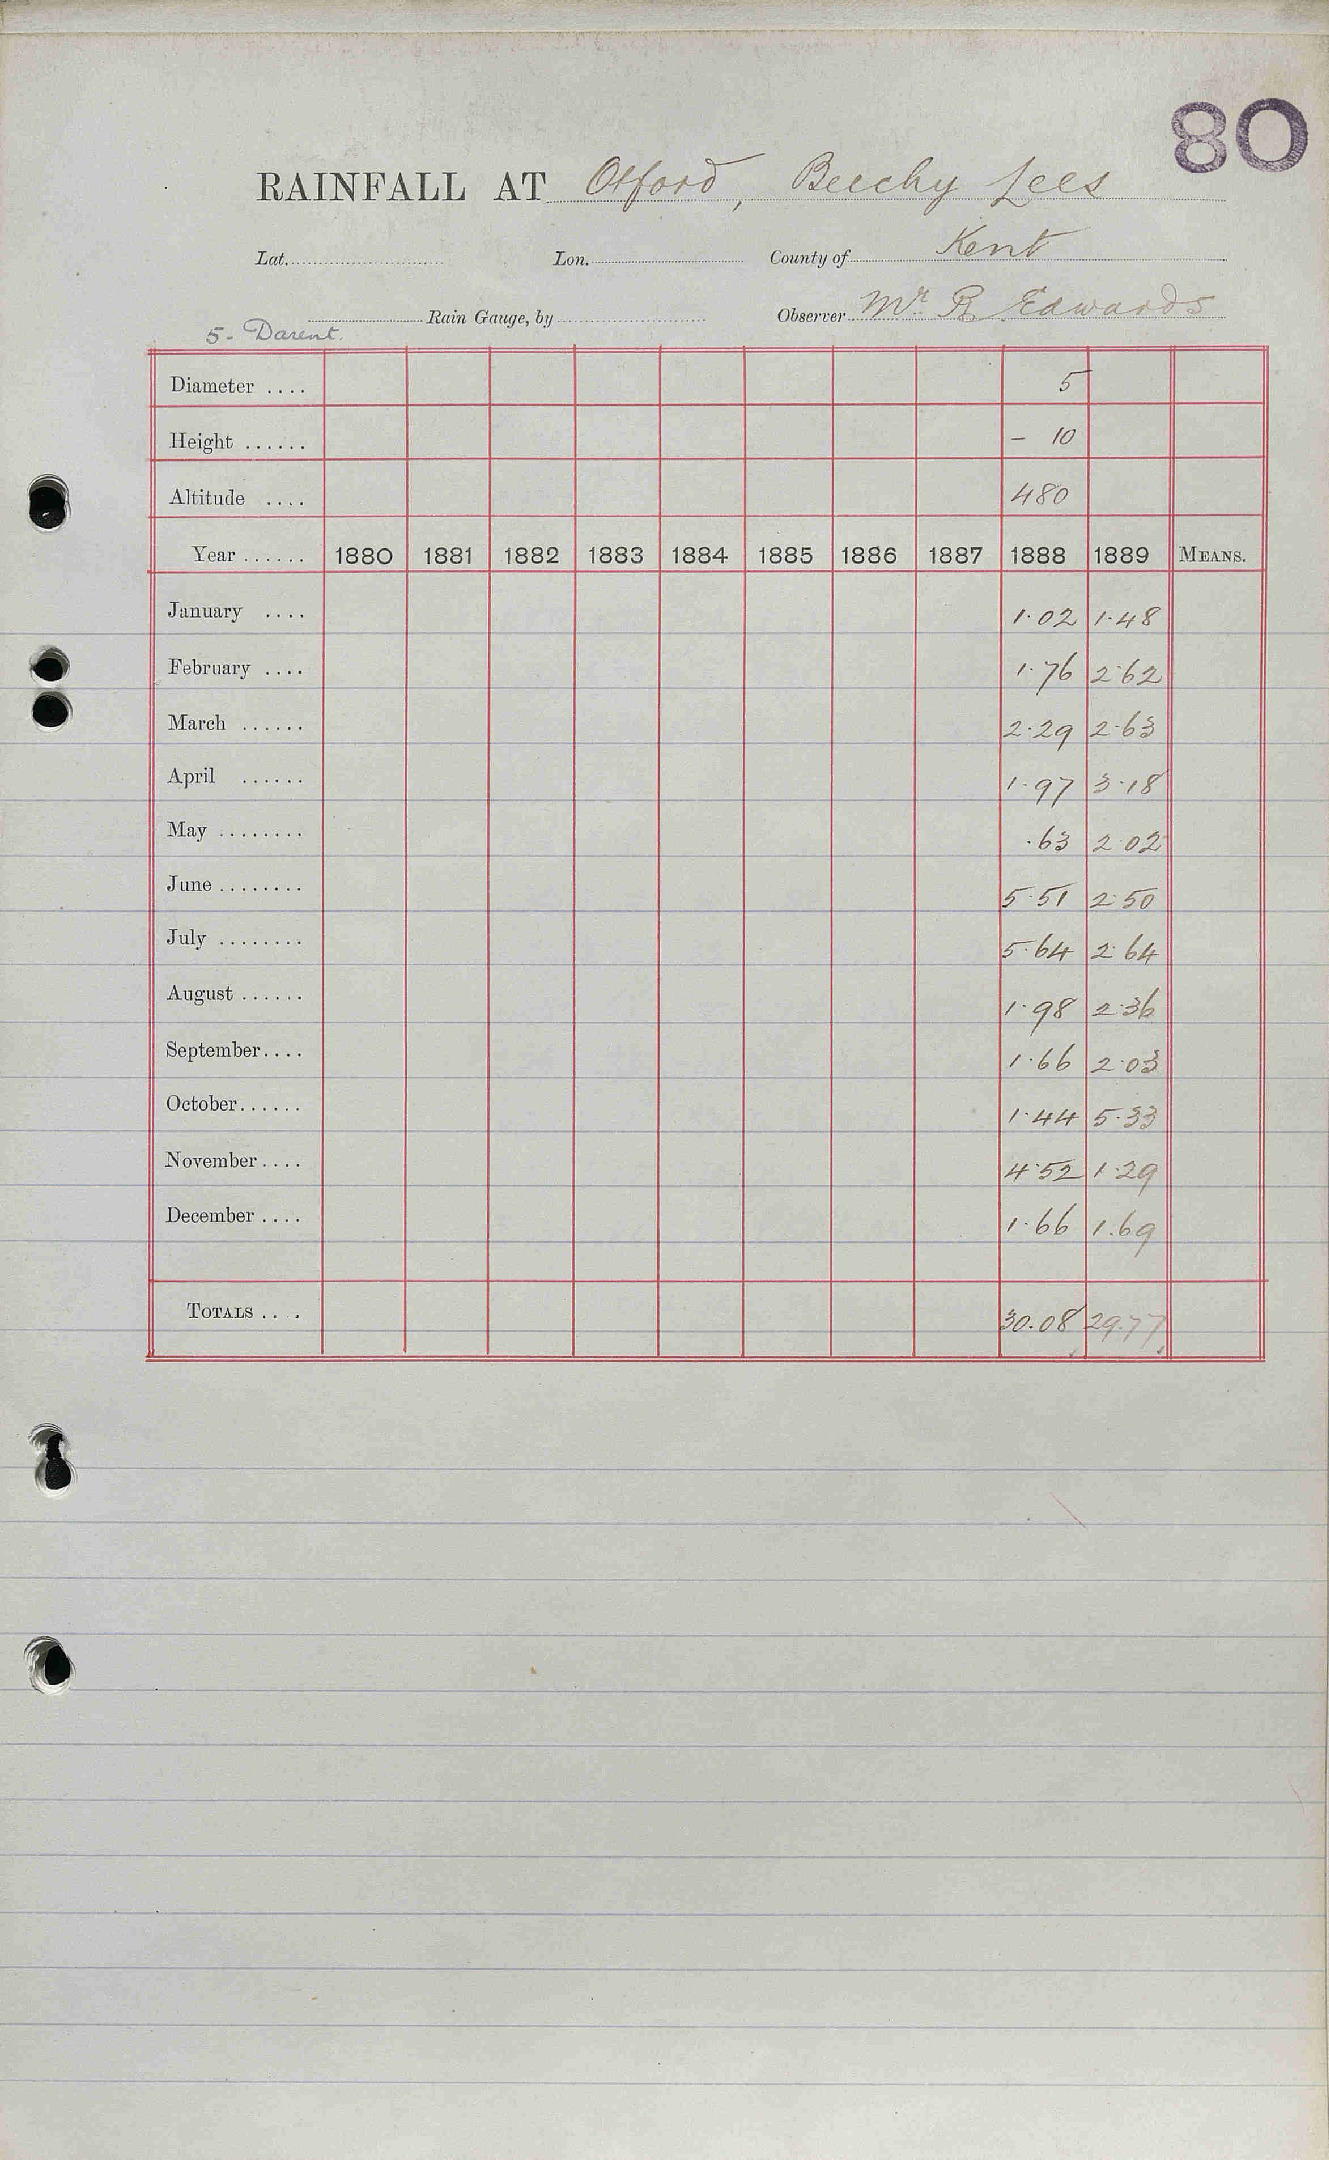 80
RAINFALL AT Otford, Beechy Lees
Lat. Lon. County of Kent
Rain Gauge, by Observer Mr. R. Edwards
5 - Darent.
Diameter .... 5
Height ...... - 10
Altitude .... 480
Year ...... 1880 1881 1882 1883 1884 1885 1886 1887 1888 1889 MEANS.
January .... 1.02 1.48
February .... 1.76 2.62
March ...... 2.29 2.63
April ...... 1.97 3.18
May ........ .63 2.02
June ........ 5.51 2.50
July ........ 5.64 2.64
August ...... 1.98 2.36
September.... 1.66 2.03
October...... 1.44 5.33
November.... 4.52 1.29
December .... 1.66 1.69
TOTALS .... 30.08 29.77